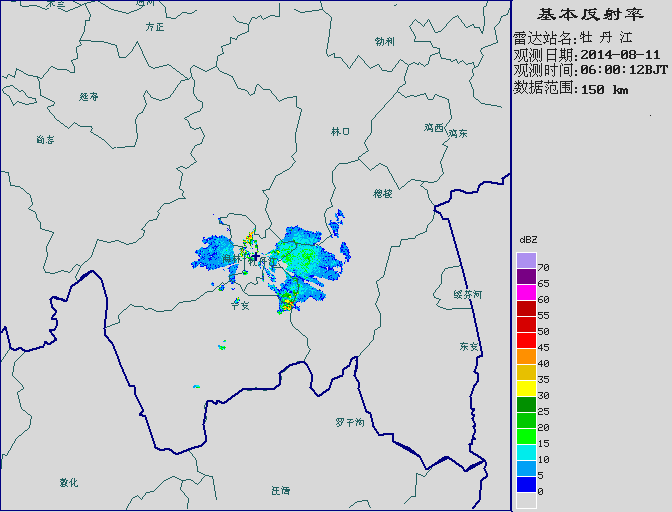 基本反射率
雷达站名:牡丹江
观测日期:2014-08-11
观测时间:06:00:12BJT
数据范围:150 km
方正
勃利
延寿
尚志
林口
鸡西
鸡东
穆棱
宁安
绥芬河
东宁
罗子沟
敦化
汪清
dBZ
70
65
60
55
50
45
40
35
30
25
20
15
10
5
0